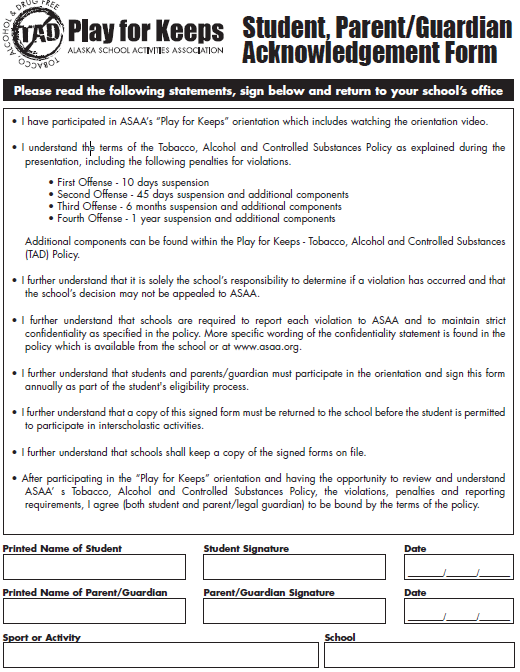 TOBACCO ALCOHOL & DRUG FREE
TAD
Play for Keeps
ALASKA SCHOOL ACTIVITIES ASSOCIATION
Student, Parent/Guardian
Acknowledgement Form
Please read the following statements, sign below and return to your school's office
• I have participated in ASAA's "Play for Keeps" orientation which includes watching the orientation video.
• I understand the terms of the Tobacco, Alcohol and Controlled Substances Policy as explained during the
presentation, including the following penalties for violations.
• First Offense - 10 days suspension
• Second Offense - 45 days suspension and additional components
• Third Offense - 6 months suspension and additional components
• Fourth Offense - 1 year suspension and additional components
Additional components can be found within the Play for Keeps - Tobacco, Alcohol and Controlled Substances
(TAD) Policy.
• I further understand that it is solely the school's responsibility to determine if a violation has occurred and that
the school's decision may not be appealed to ASAA.
• I further understand that schools are required to report each violation to ASAA and to maintain strict
confidentiality as specified in the policy. More specific wording of the confidentiality statement is found in the
policy which is available from the school or at www.asaa.org.
• I further understand that students and parents/guardian must participate in the orientation and sign this form
annually as part of the student's eligibility process.
• I further understand that a copy of this signed form must be returned to the school before the student is permitted
to participate in interscholastic activities.
• I further understand that schools shall keep a copy of the signed forms on file.
• After participating in the "Play for Keeps" orientation and having the opportunity to review and understand
ASAA' s Tobacco, Alcohol and Controlled Substances Policy, the violations, penalties and reporting
requirements, I agree (both student and parent/legal guardian) to be bound by the terms of the policy.
Printed Name of Student Student Signature Date
______/______/______
Printed Name of Parent/Guardian Parent/Guardian Signature Date
______/______/______
Sport or Activity School